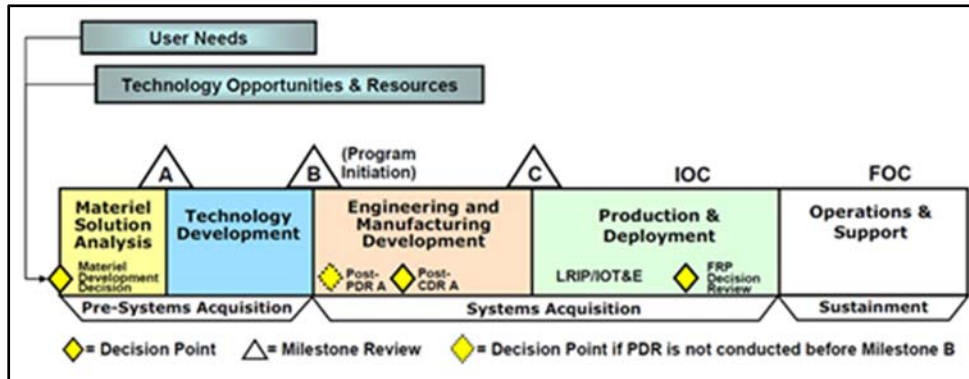 User Needs
Technology Opportunities & Resources
A
B
(Program
Initiation)
C
IOC
FOC
Materiel
Solution
Analysis
Technology
Development
Engineering and
Manufacturing
Development
Production &
Deployment
Operations &
Support
Materiel
Development
Decision
Post-
PDR A
Post-
CDR A
LRIP/IOT&E
FRP
Decision
Review
Pre-Systems Acquisition
Systems Acquisition
Sustainment
= Decision Point
= Milestone Review
= Decision Point if PDR is not conducted before Milestone B